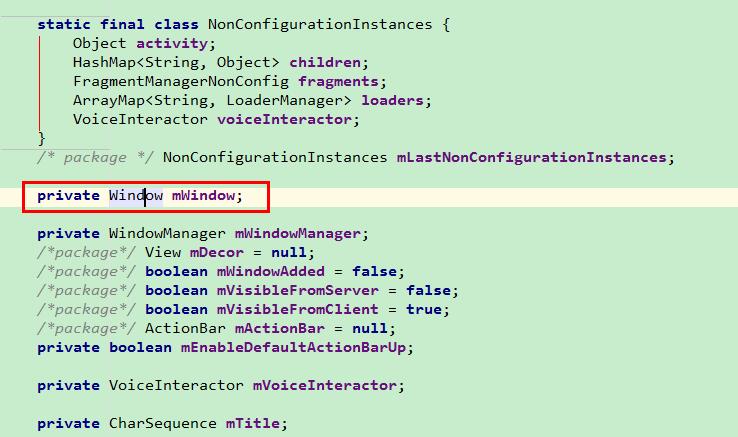 static final class NonConfigurationInstances {
Object activity;
HashMap<String, Object> children;
FragmentManagerNonConfig fragments;
ArrayMap<String, LoaderManager> loaders;
VoiceInteractor voiceInteractor;
}
/* package */ NonConfigurationInstances mLastNonConfigurationInstances;
private Window mWindow;
private WindowManager mWindowManager;
/*package*/ View mDecor = null;
/*package*/ boolean mWindowAdded = false;
/*package*/ boolean mVisibleFromServer = false;
/*package*/ boolean mVisibleFromClient = true;
/*package*/ ActionBar mActionBar = null;
private boolean mEnableDefaultActionBarUp;
private VoiceInteractor mVoiceInteractor;
private CharSequence mTitle;